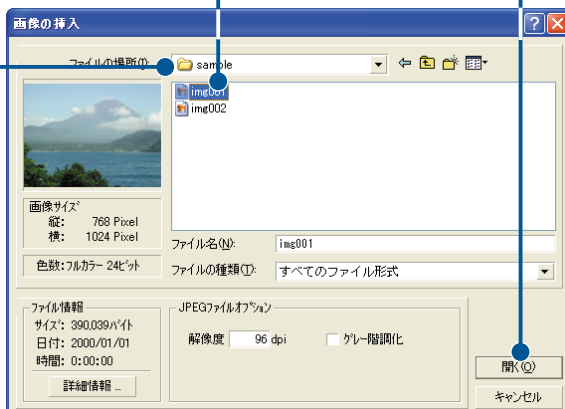 画像の挿入
ファイルの場所(I):
sample
img001
img002
画像サイズ
縦: 768 Pixel
横: 1024 Pixel
色数:フルカラー 24ビット
ファイル名(N): img001
ファイルの種類(T): すべてのファイル形式
ファイル情報
サイズ: 390,039バイト
日付: 2000/01/01
時間: 0:00:00
詳細情報 ...
JPEGファイルオプション
解像度 96 dpi
グレー階調化
開く(O)
キャンセル